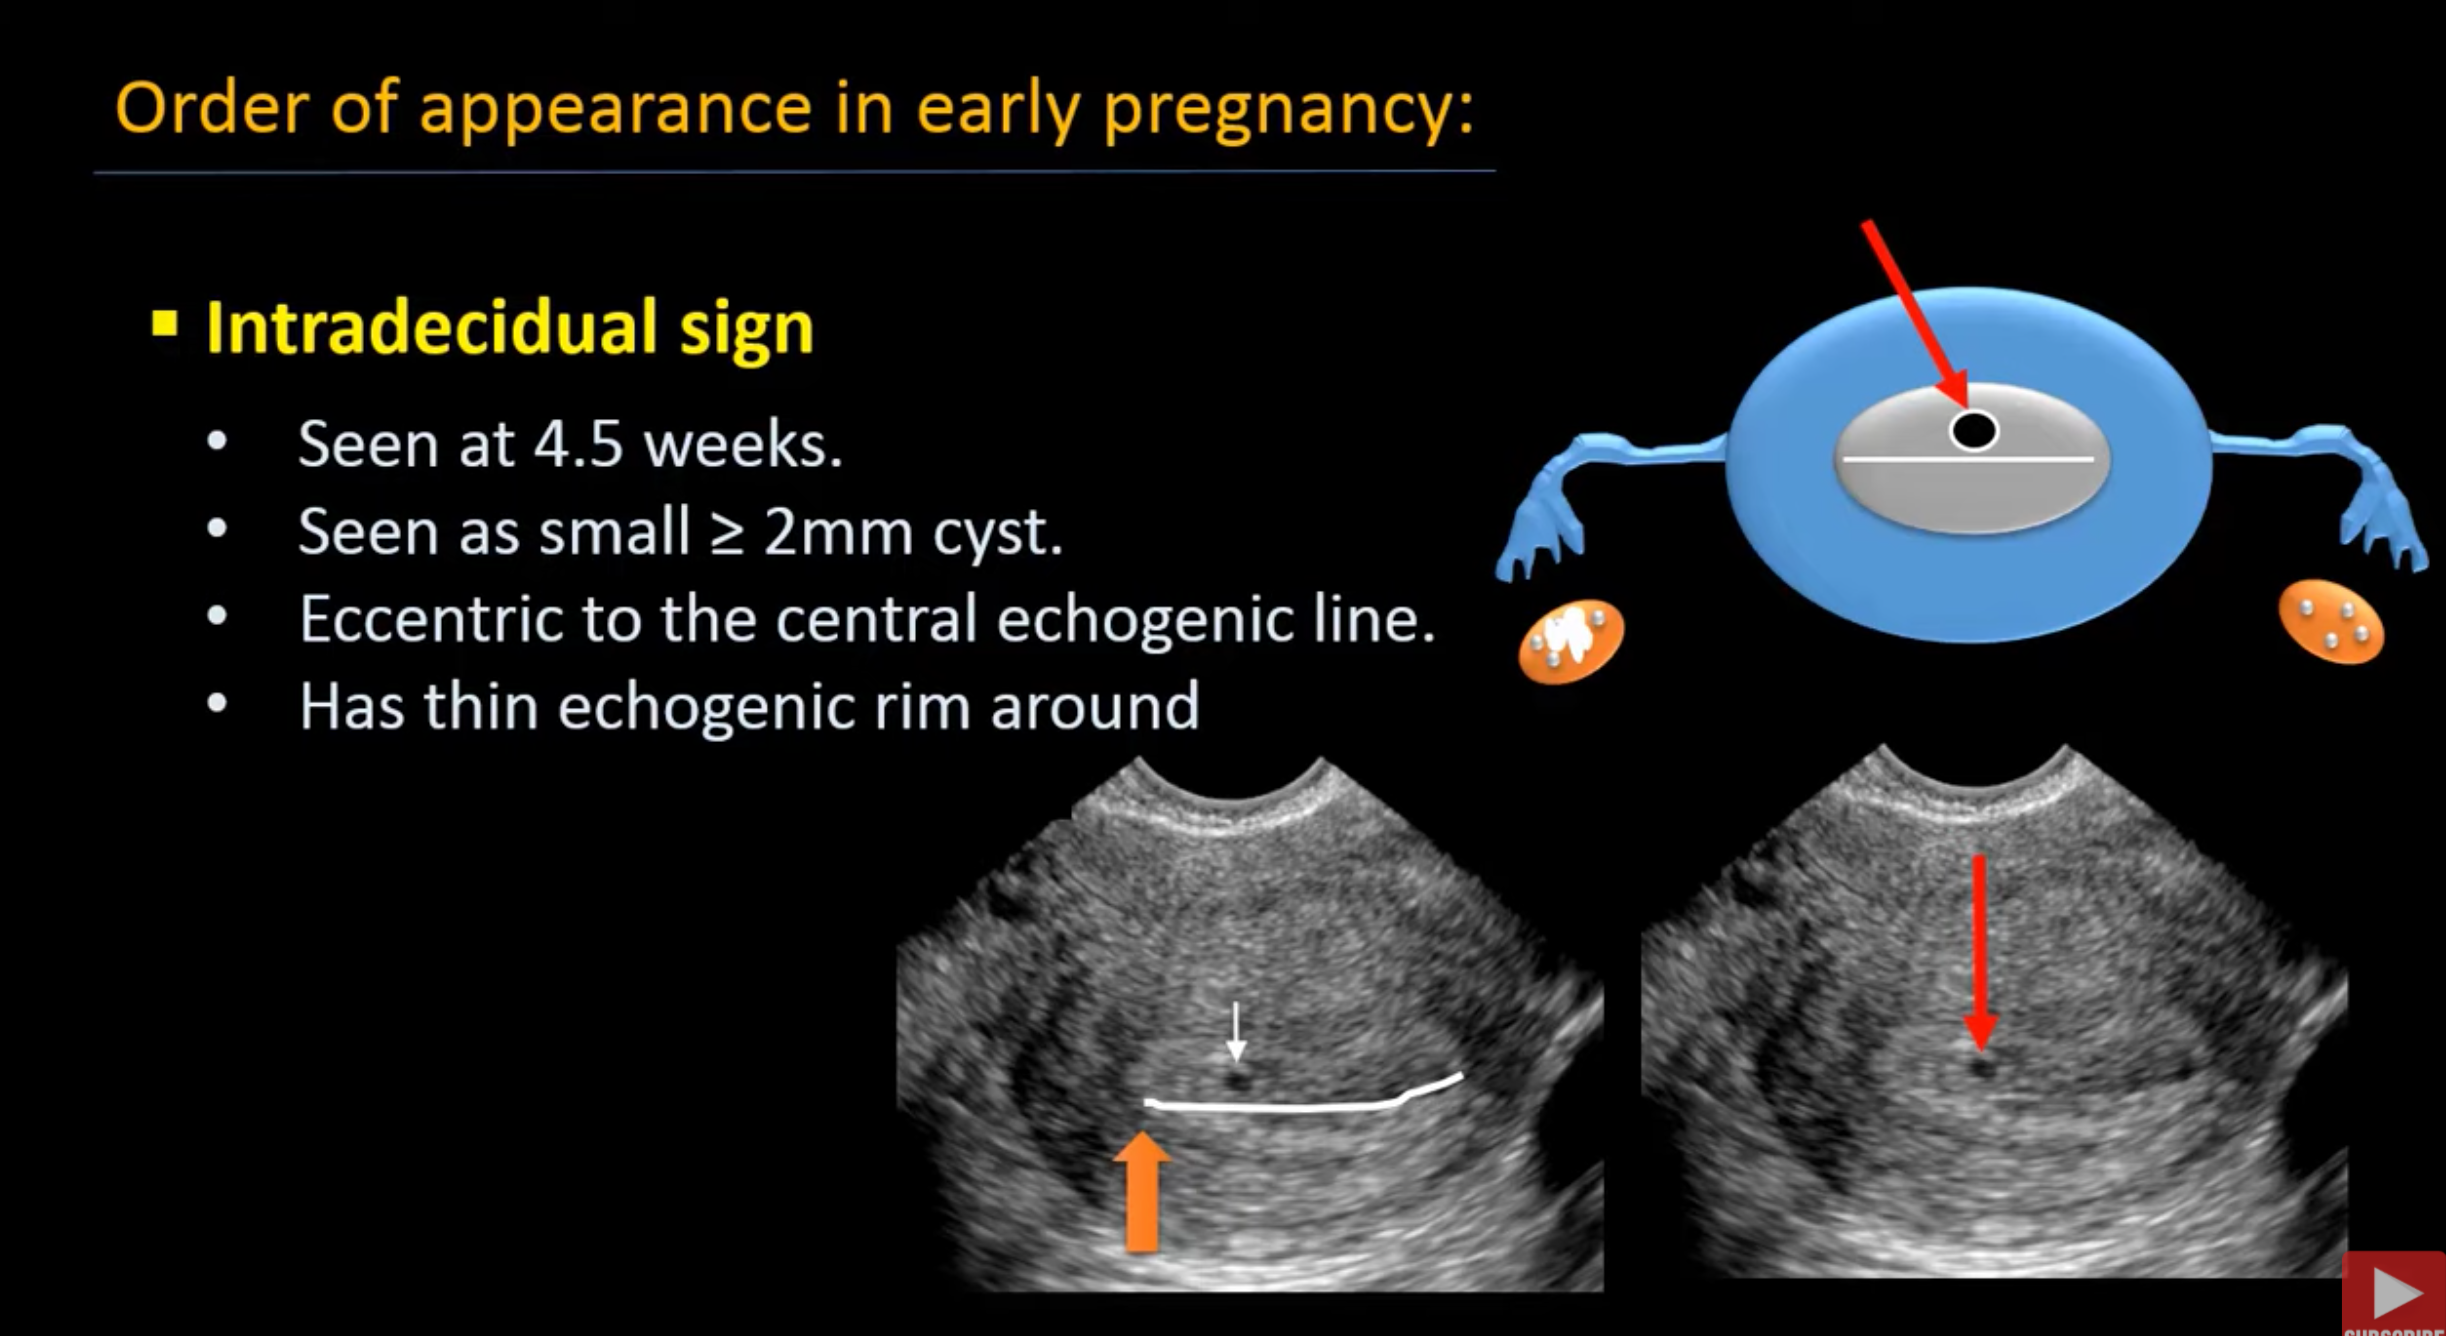 Order of appearance in early pregnancy:
▪ Intradecidual sign
• Seen at 4.5 weeks.
• Seen as small ≥ 2mm cyst.
• Eccentric to the central echogenic line.
• Has thin echogenic rim around
SUBSCRIBE